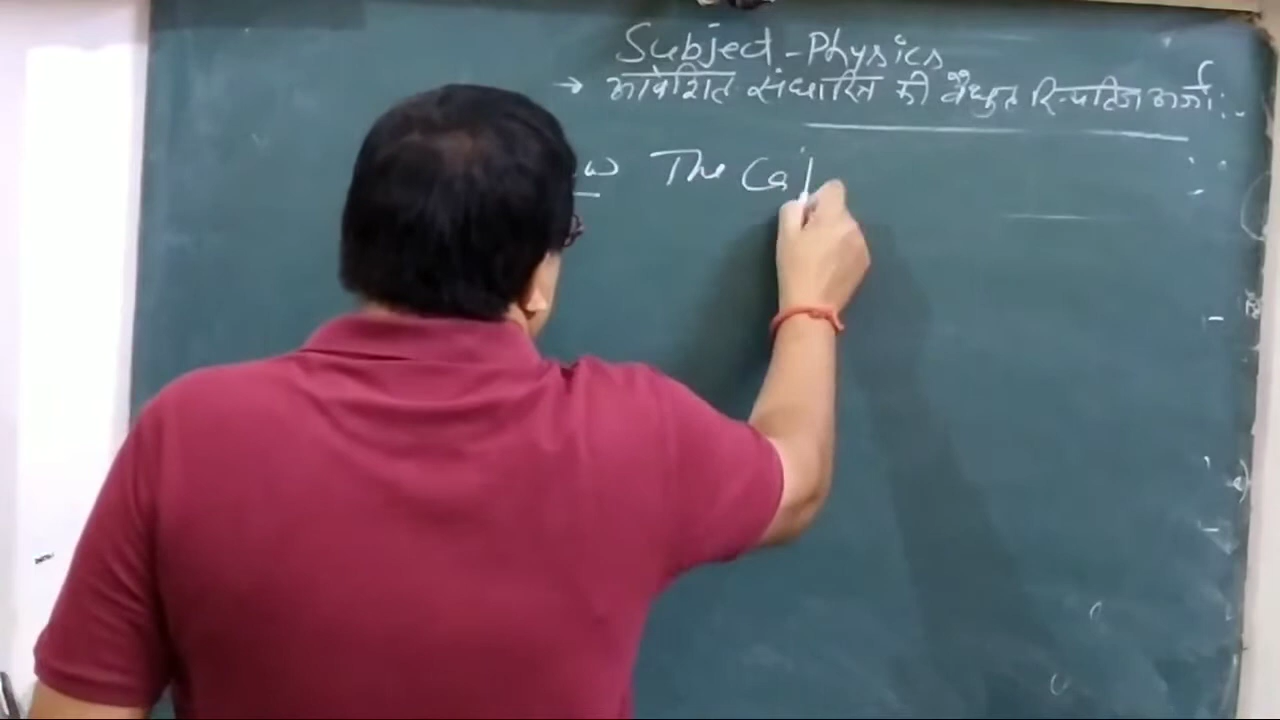 Subject - Physics
→ आवेशित संधारित्र की वैद्युत स्थितिज ऊर्जा :-
The Ca